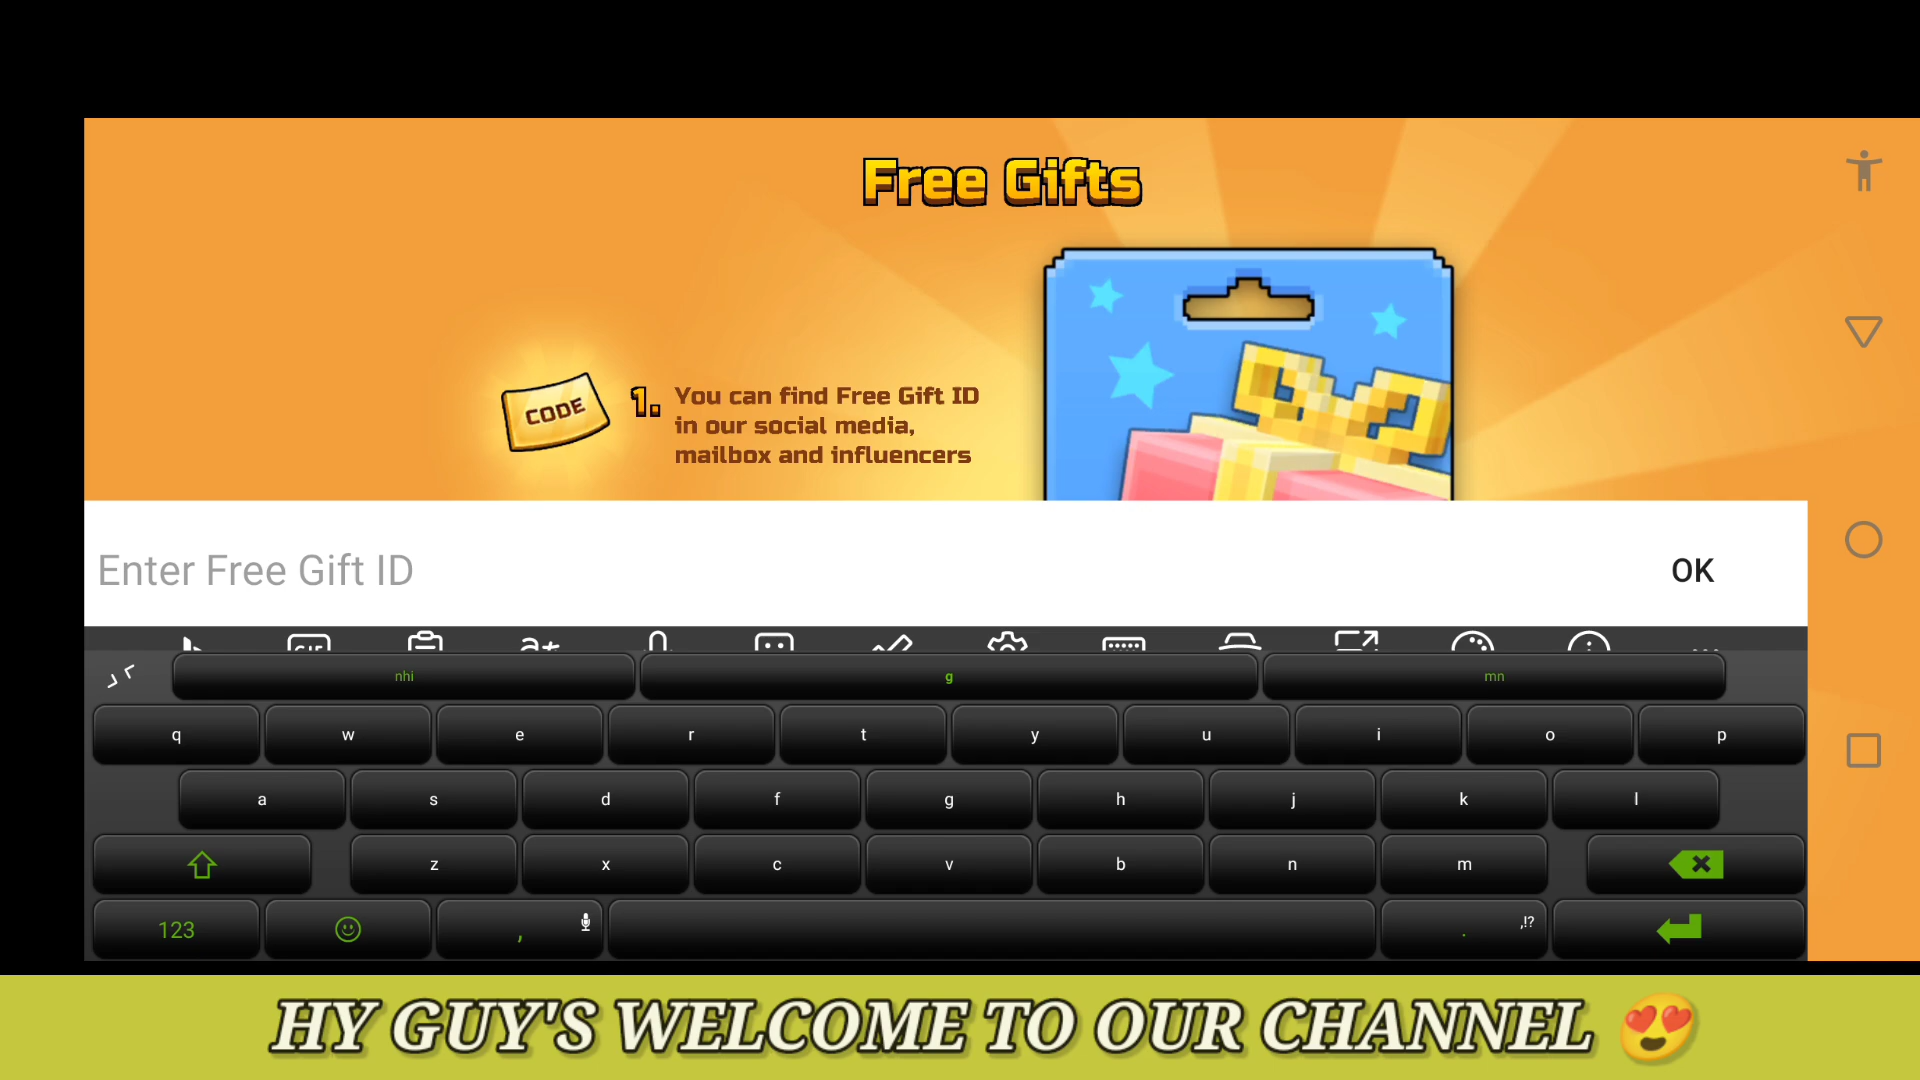 Free Gifts
CODE
1. You can find Free Gift ID
in our social media,
mailbox and influencers
Enter Free Gift ID
OK
nhi g mn
q w e r t y u i o p
a s d f g h j k l
z x c v b n m
123 , . ,!?
HY GUY'S WELCOME TO OUR CHANNEL 😍